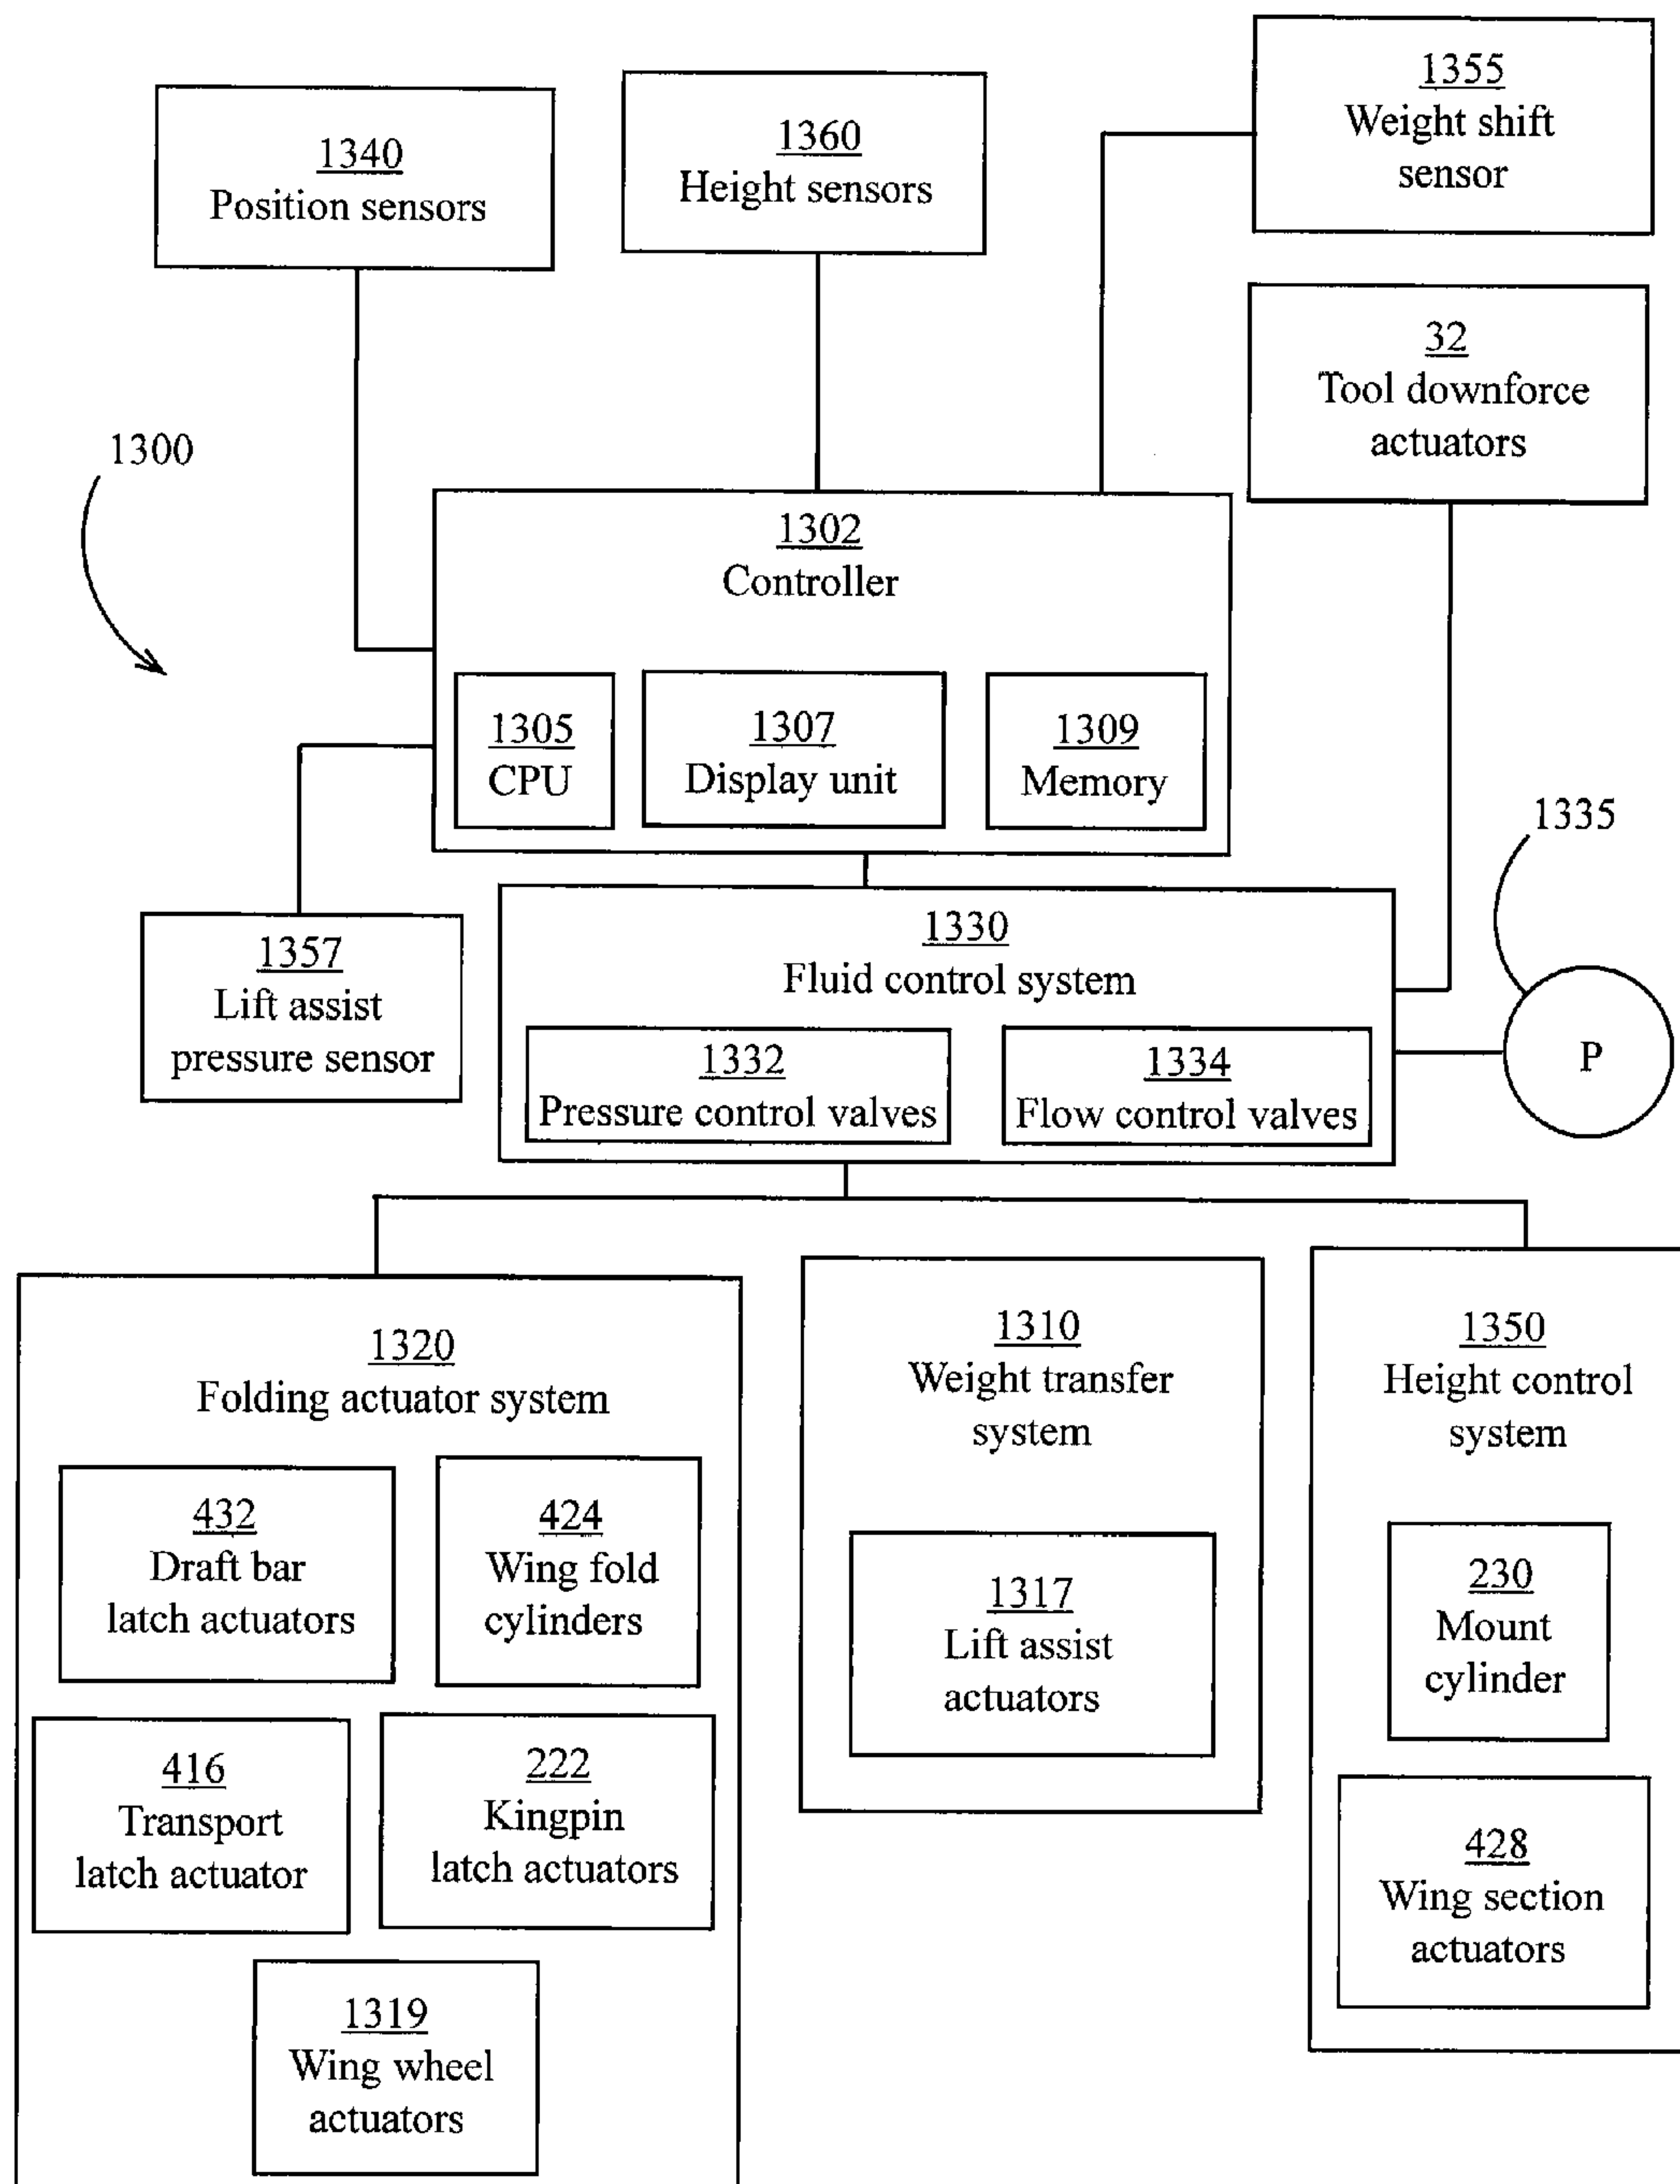 1340
Position sensors
1360
Height sensors
1355
Weight shift
sensor
32
Tool downforce
actuators
1300
1302
Controller
1305
CPU
1307
Display unit
1309
Memory
1335
1357
Lift assist
pressure sensor
1330
Fluid control system
1332
Pressure control valves
1334
Flow control valves
P
1320
Folding actuator system
432
Draft bar
latch actuators
424
Wing fold
cylinders
416
Transport
latch actuator
222
Kingpin
latch actuators
1319
Wing wheel
actuators
1310
Weight transfer
system
1317
Lift assist
actuators
1350
Height control
system
230
Mount
cylinder
428
Wing section
actuators